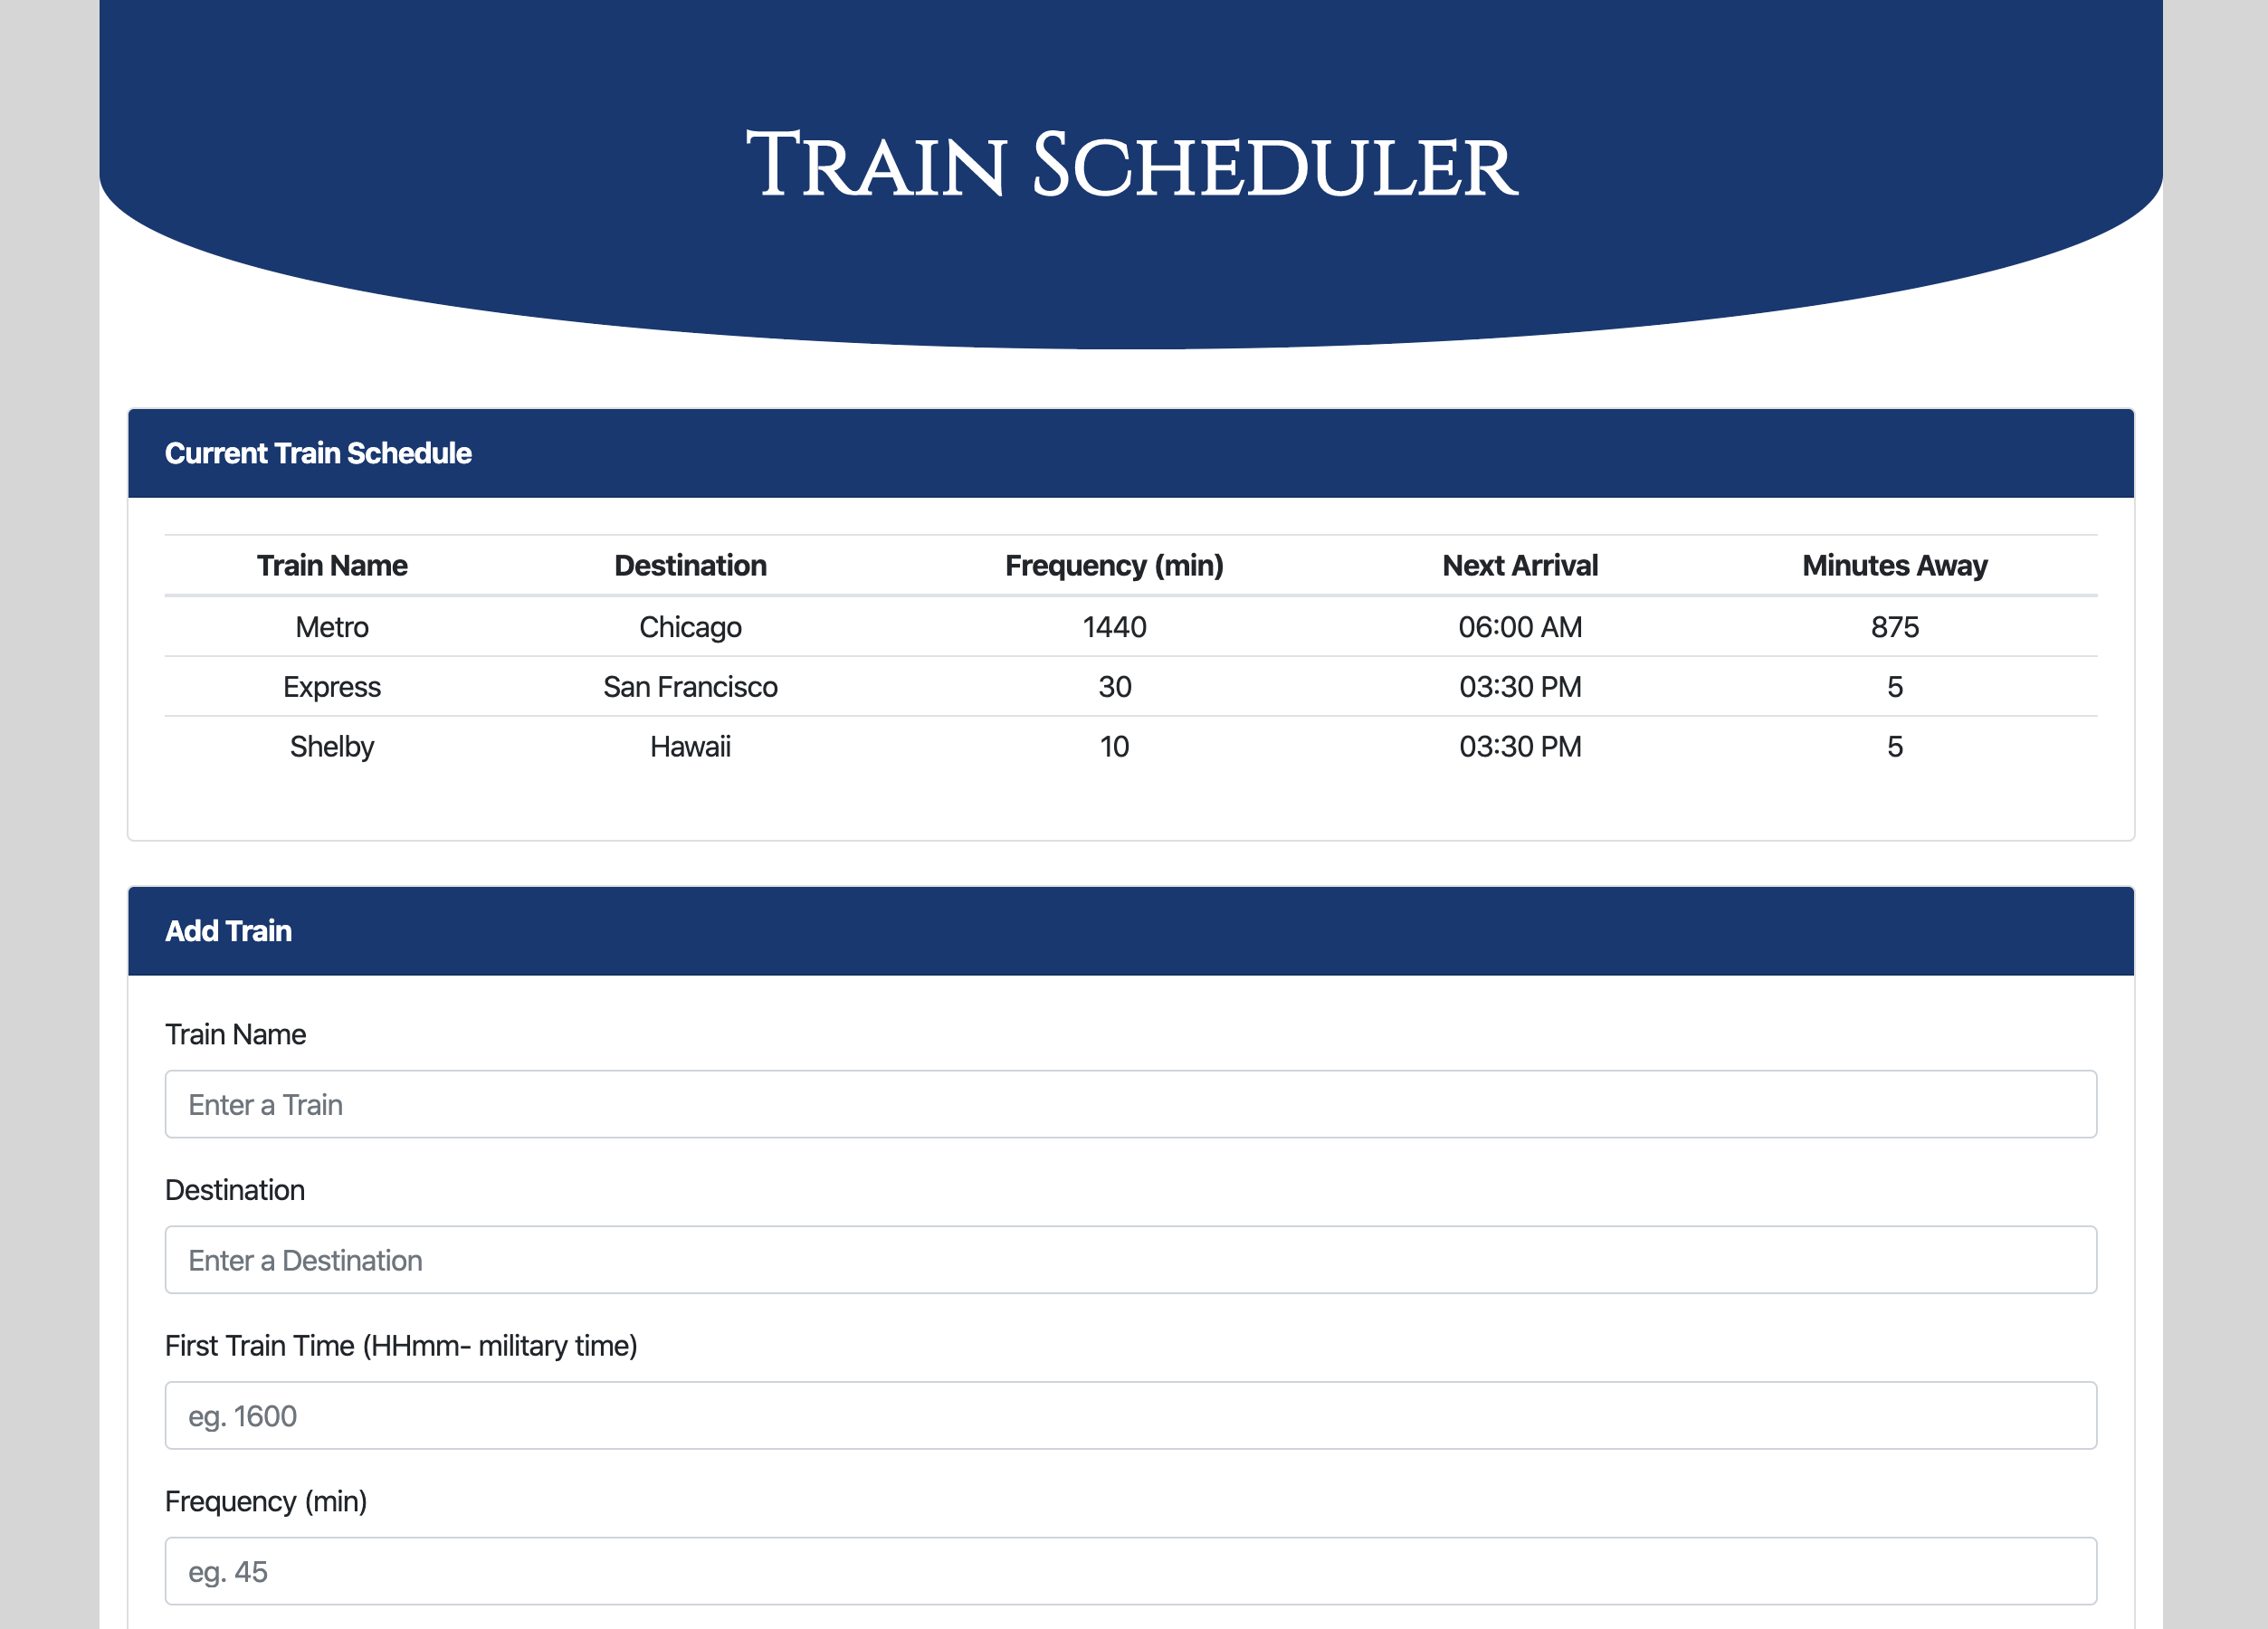 Train Scheduler
Current Train Schedule
Train Name Destination Frequency (min) Next Arrival Minutes Away
Metro Chicago 1440 06:00 AM 875
Express San Francisco 30 03:30 PM 5
Shelby Hawaii 10 03:30 PM 5
Add Train
Train Name
Enter a Train
Destination
Enter a Destination
First Train Time (HHmm- military time)
eg. 1600
Frequency (min)
eg. 45